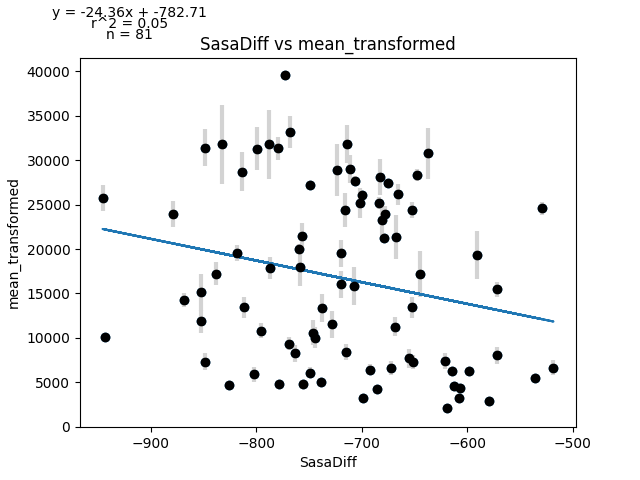 y = -24.36x + -782.71
r^2 = 0.05
n = 81
SasaDiff vs mean_transformed
40000
35000
30000
25000
20000
15000
10000
5000
0
mean_transformed
−900 −800 −700 −600 −500
SasaDiff